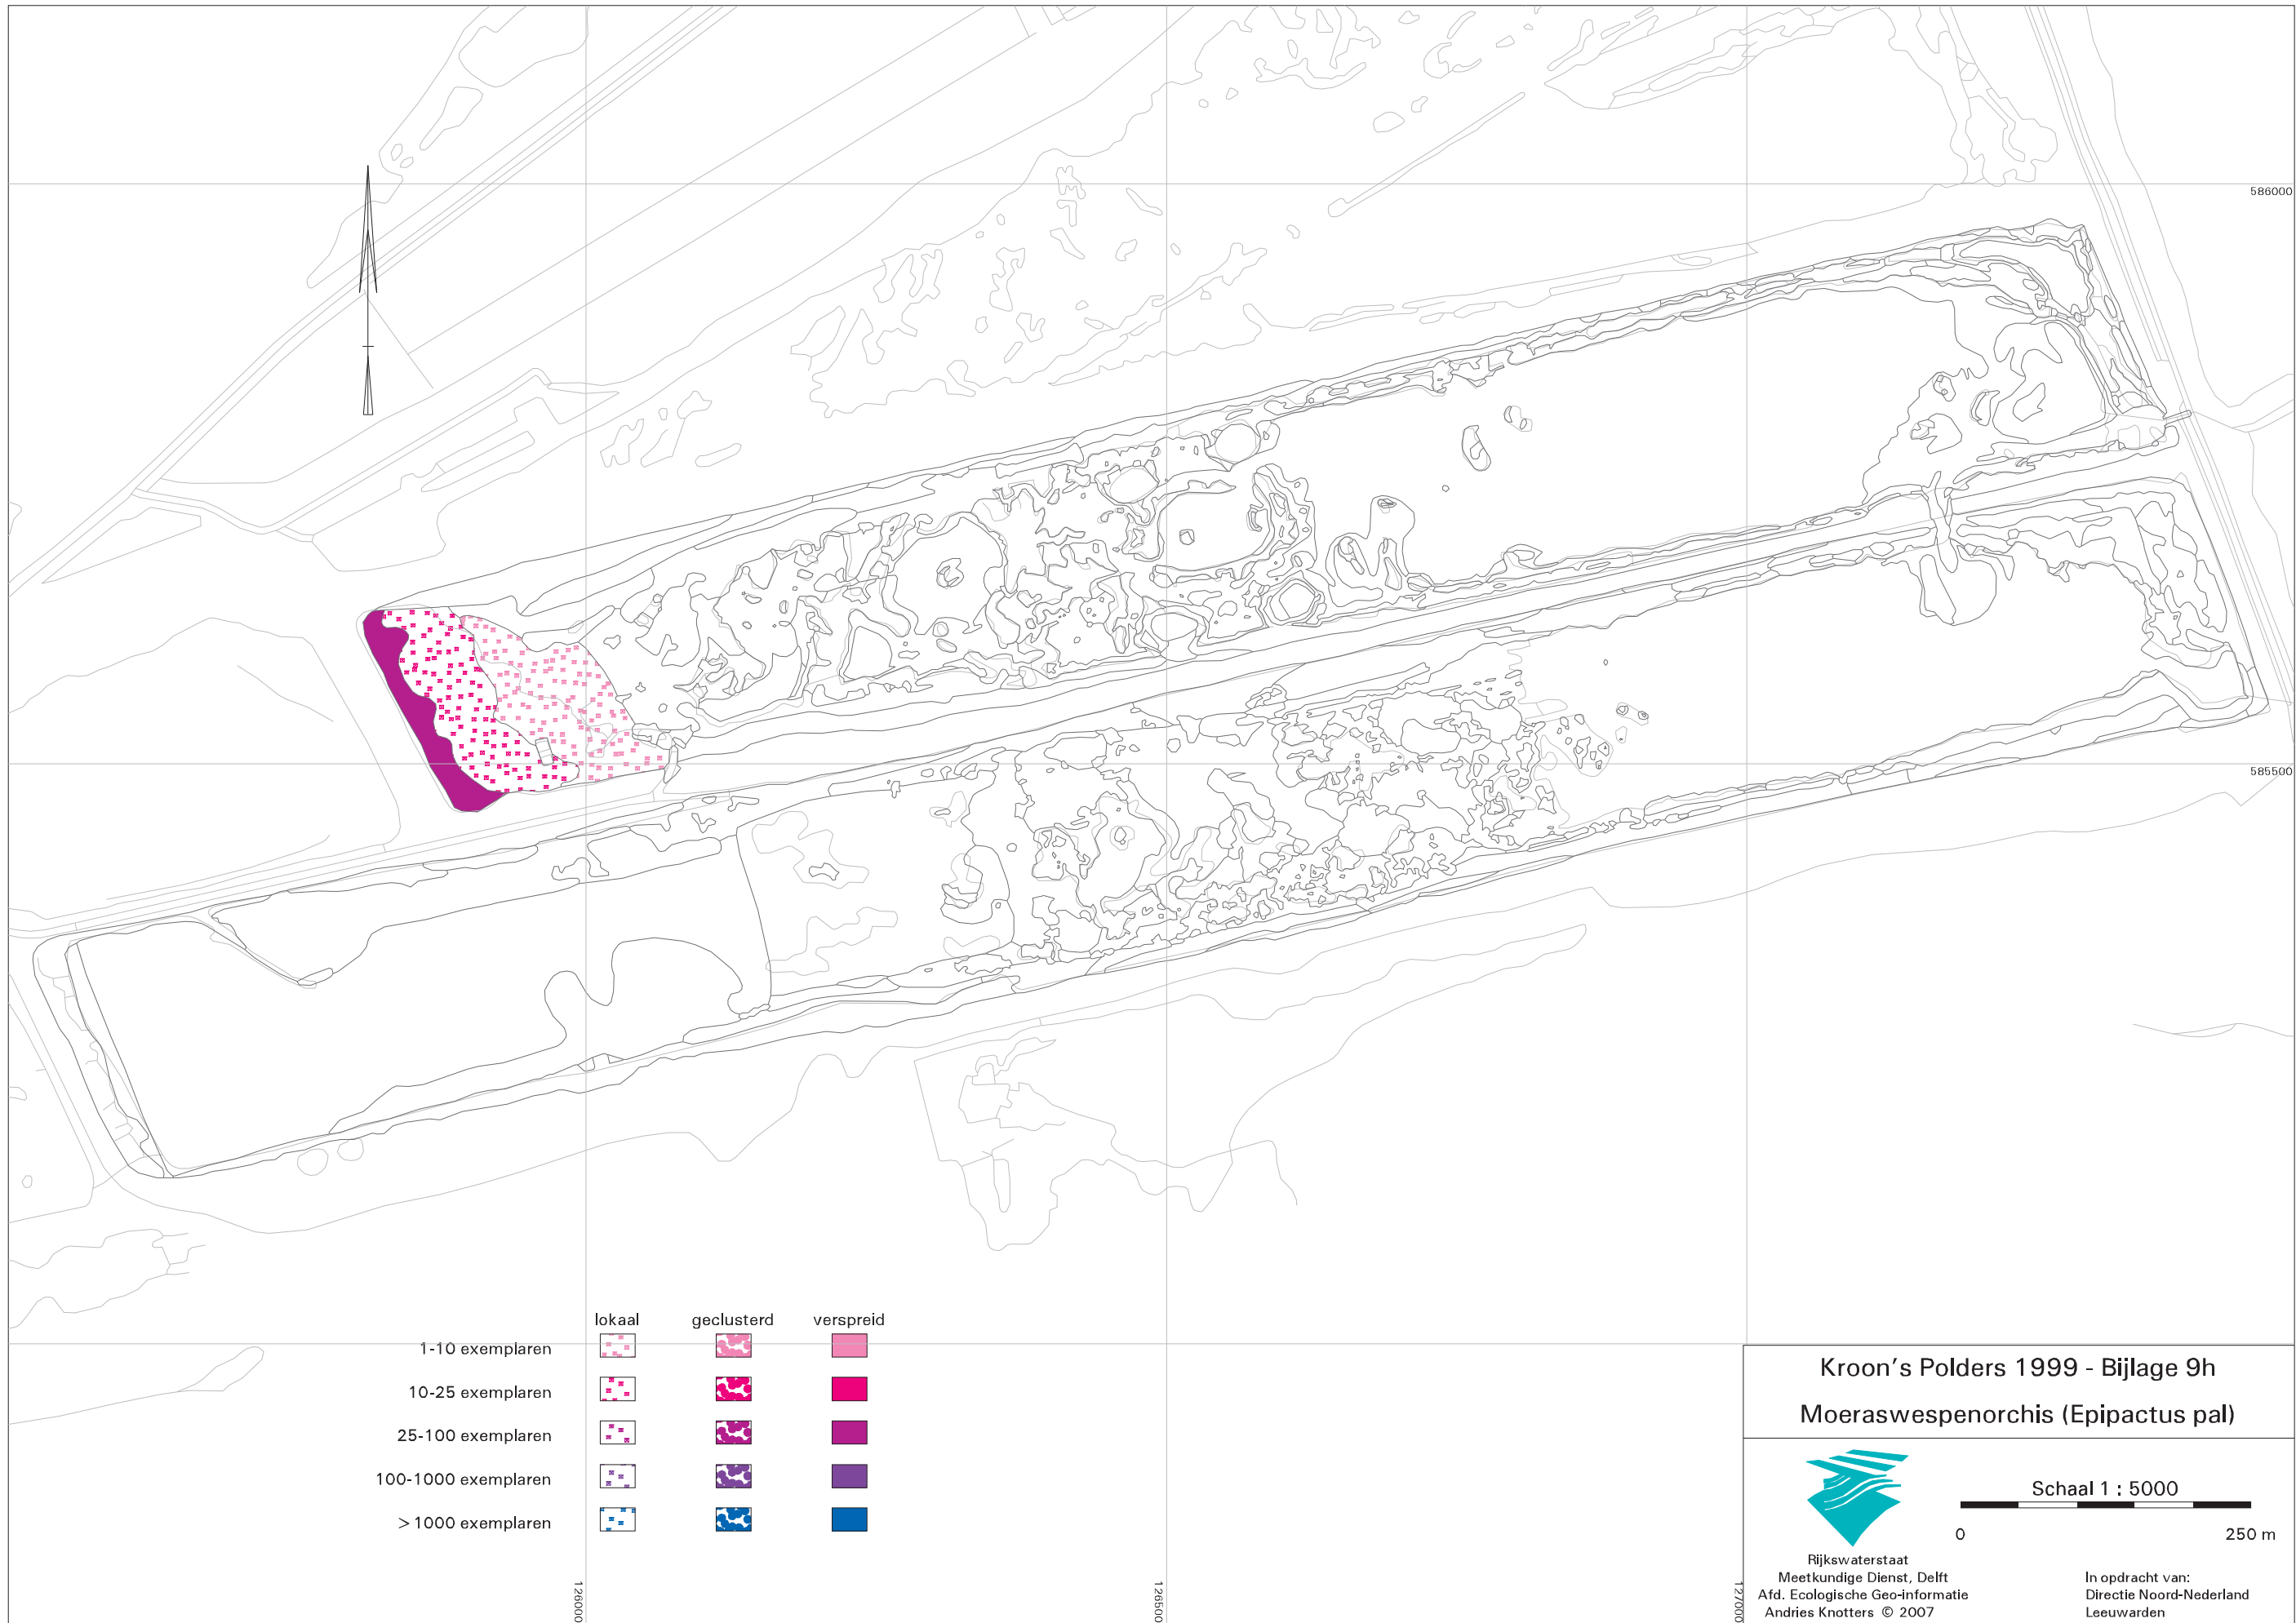 586000
585500
lokaal geclusterd verspreid
1-10 exemplaren
10-25 exemplaren
25-100 exemplaren
100-1000 exemplaren
>1000 exemplaren
126000
126500
127000
Kroon's Polders 1999 - Bijlage 9h
Moeraswespenorchis (Epipactus pal)
Schaal 1 : 5000
0 250 m
Rijkswaterstaat
Meetkundige Dienst, Delft
Afd. Ecologische Geo-informatie
Andries Knotters © 2007
In opdracht van:
Directie Noord-Nederland
Leeuwarden